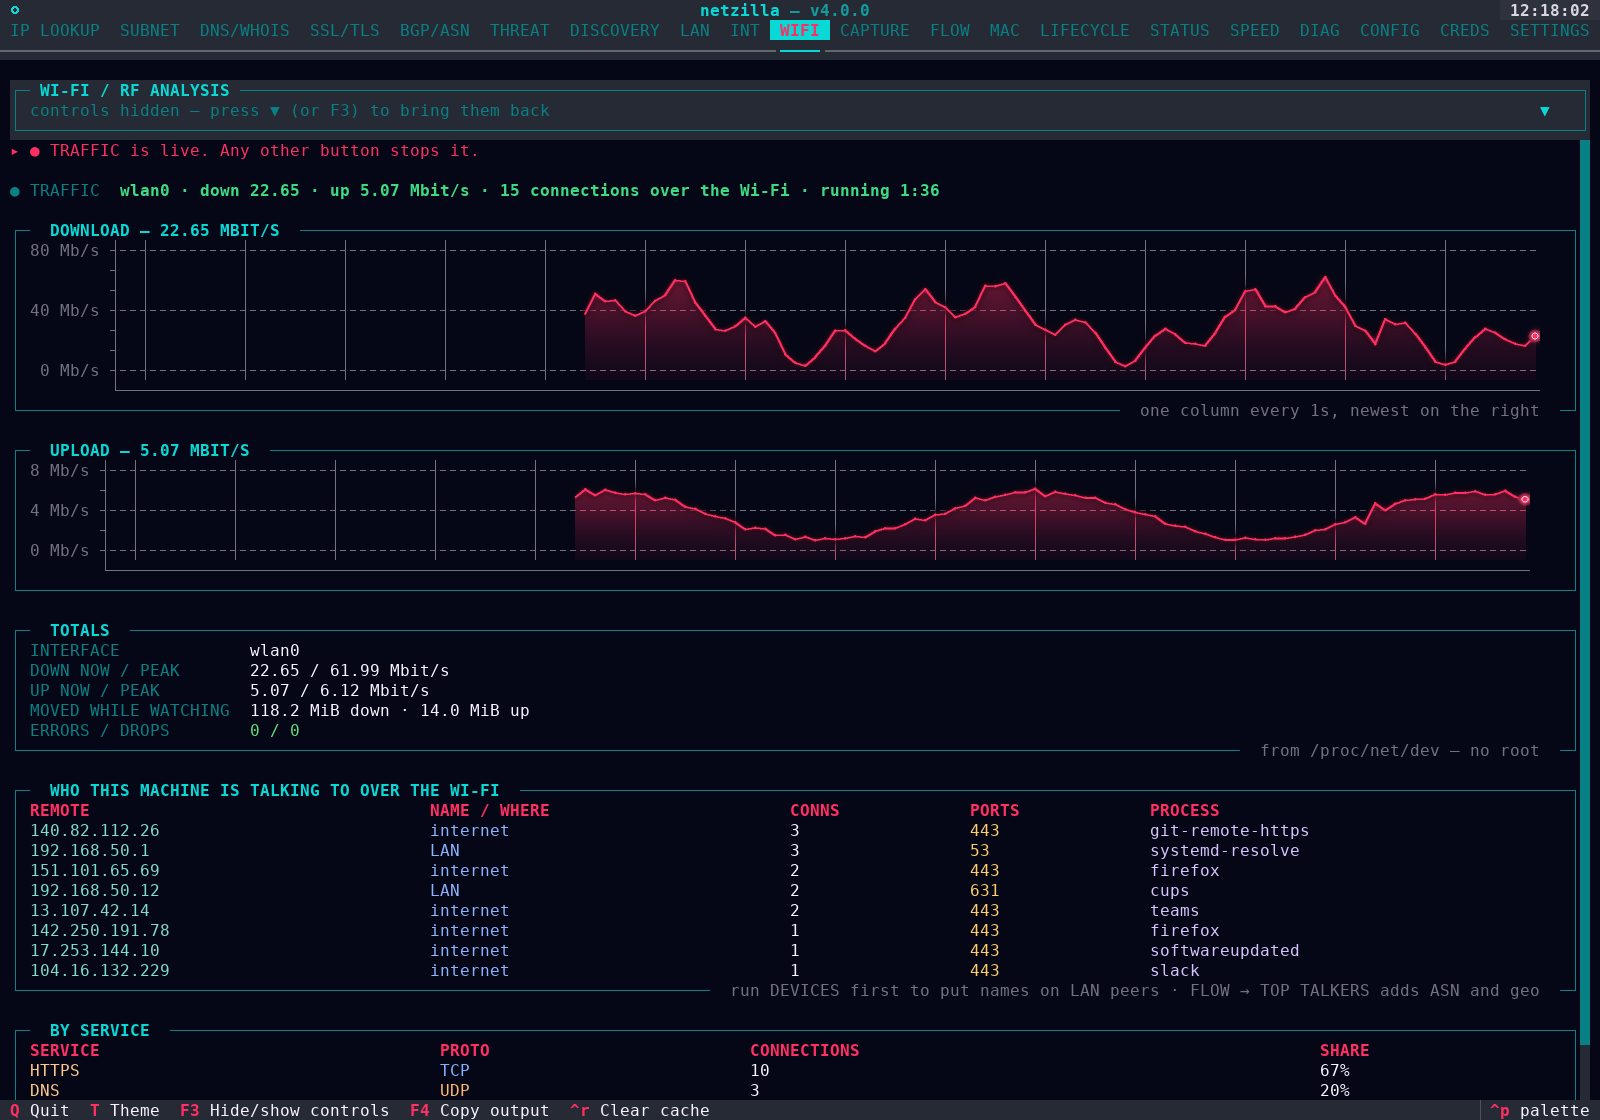 netzilla — v4.0.0
12:18:02
IP LOOKUP SUBNET DNS/WHOIS SSL/TLS BGP/ASN THREAT DISCOVERY LAN INT WIFI CAPTURE FLOW MAC LIFECYCLE STATUS SPEED DIAG CONFIG CREDS SETTINGS
WI-FI / RF ANALYSIS
controls hidden — press ▼ (or F3) to bring them back ▼
▸ ● TRAFFIC is live. Any other button stops it.
● TRAFFIC wlan0 · down 22.65 · up 5.07 Mbit/s · 15 connections over the Wi-Fi · running 1:36
DOWNLOAD — 22.65 MBIT/S
80 Mb/s
40 Mb/s
0 Mb/s
one column every 1s, newest on the right
UPLOAD — 5.07 MBIT/S
8 Mb/s
4 Mb/s
0 Mb/s
TOTALS
INTERFACE wlan0
DOWN NOW / PEAK 22.65 / 61.99 Mbit/s
UP NOW / PEAK 5.07 / 6.12 Mbit/s
MOVED WHILE WATCHING 118.2 MiB down · 14.0 MiB up
ERRORS / DROPS 0 / 0
from /proc/net/dev — no root
WHO THIS MACHINE IS TALKING TO OVER THE WI-FI
REMOTE NAME / WHERE CONNS PORTS PROCESS
140.82.112.26 internet 3 443 git-remote-https
192.168.50.1 LAN 3 53 systemd-resolve
151.101.65.69 internet 2 443 firefox
192.168.50.12 LAN 2 631 cups
13.107.42.14 internet 2 443 teams
142.250.191.78 internet 1 443 firefox
17.253.144.10 internet 1 443 softwareupdated
104.16.132.229 internet 1 443 slack
run DEVICES first to put names on LAN peers · FLOW → TOP TALKERS adds ASN and geo
BY SERVICE
SERVICE PROTO CONNECTIONS SHARE
HTTPS TCP 10 67%
DNS UDP 3 20%
Q Quit T Theme F3 Hide/show controls F4 Copy output ^r Clear cache ^p palette